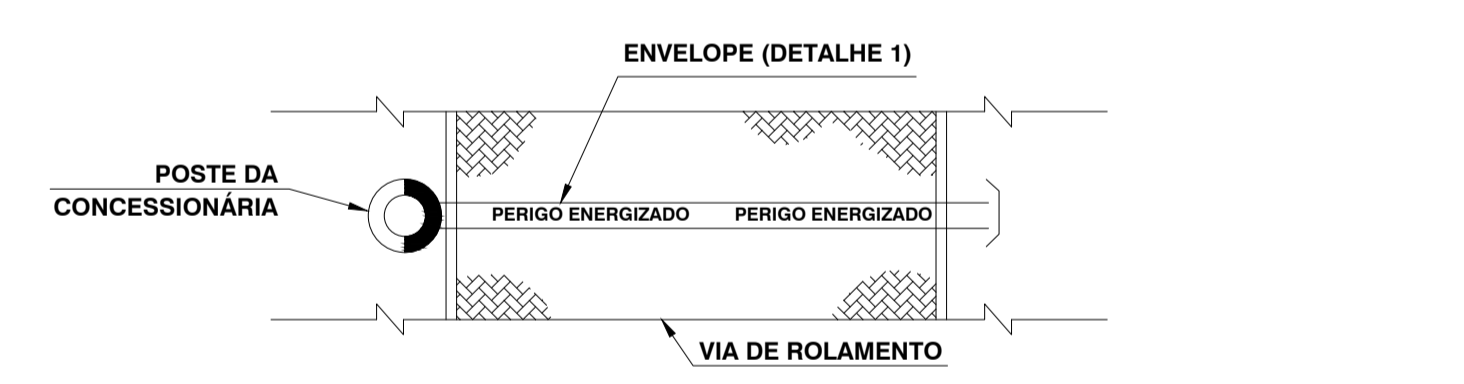 ENVELOPE (DETALHE 1)
POSTE DA
CONCESSIONÁRIA
PERIGO ENERGIZADO PERIGO ENERGIZADO
VIA DE ROLAMENTO